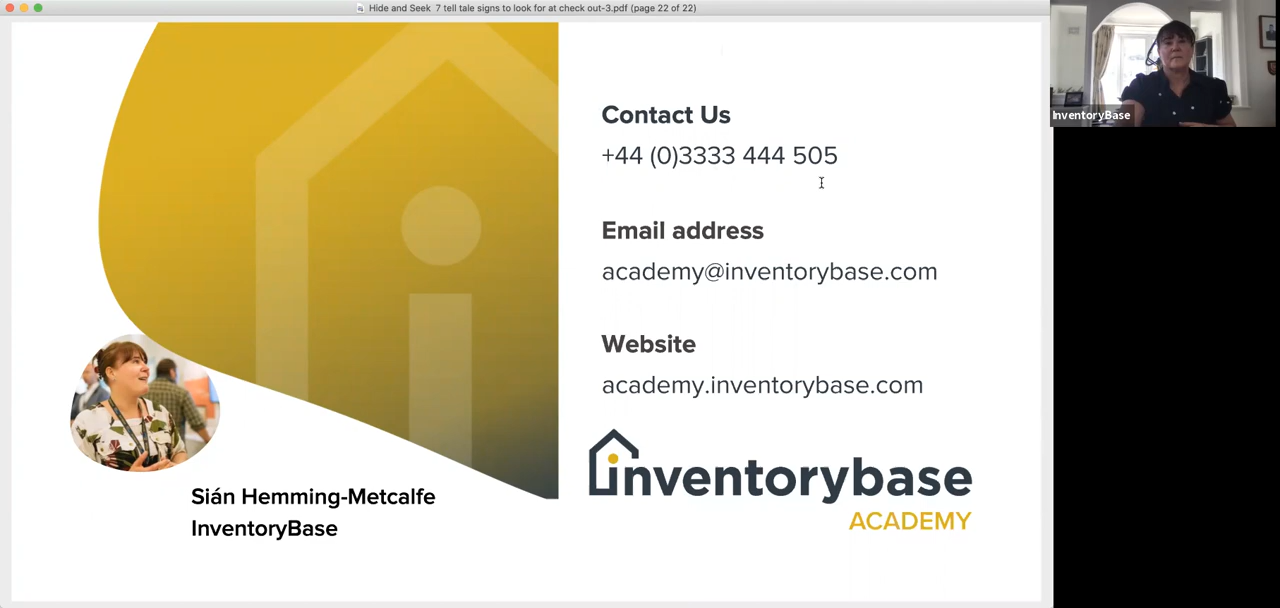 Hide and Seek 7 tell tale signs to look for at check out-3.pdf (page 22 of 22)
InventoryBase
Contact Us
+44 (0)3333 444 505
Email address
academy@inventorybase.com
Website
academy.inventorybase.com
inventorybase
ACADEMY
Sián Hemming-Metcalfe
InventoryBase